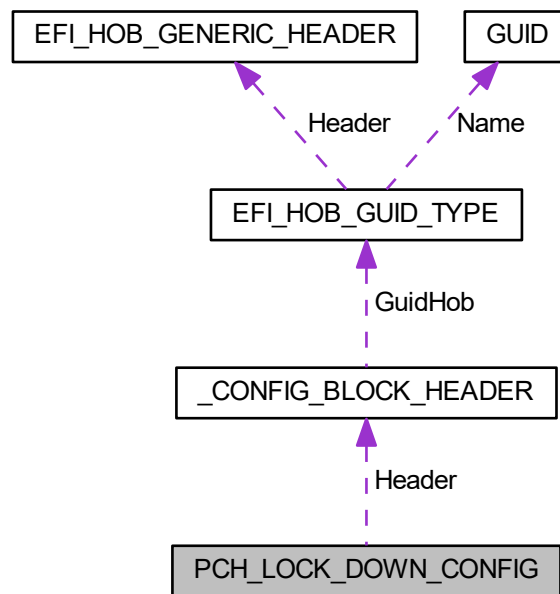 EFI_HOB_GENERIC_HEADER
GUID
Header
Name
EFI_HOB_GUID_TYPE
GuidHob
_CONFIG_BLOCK_HEADER
Header
PCH_LOCK_DOWN_CONFIG